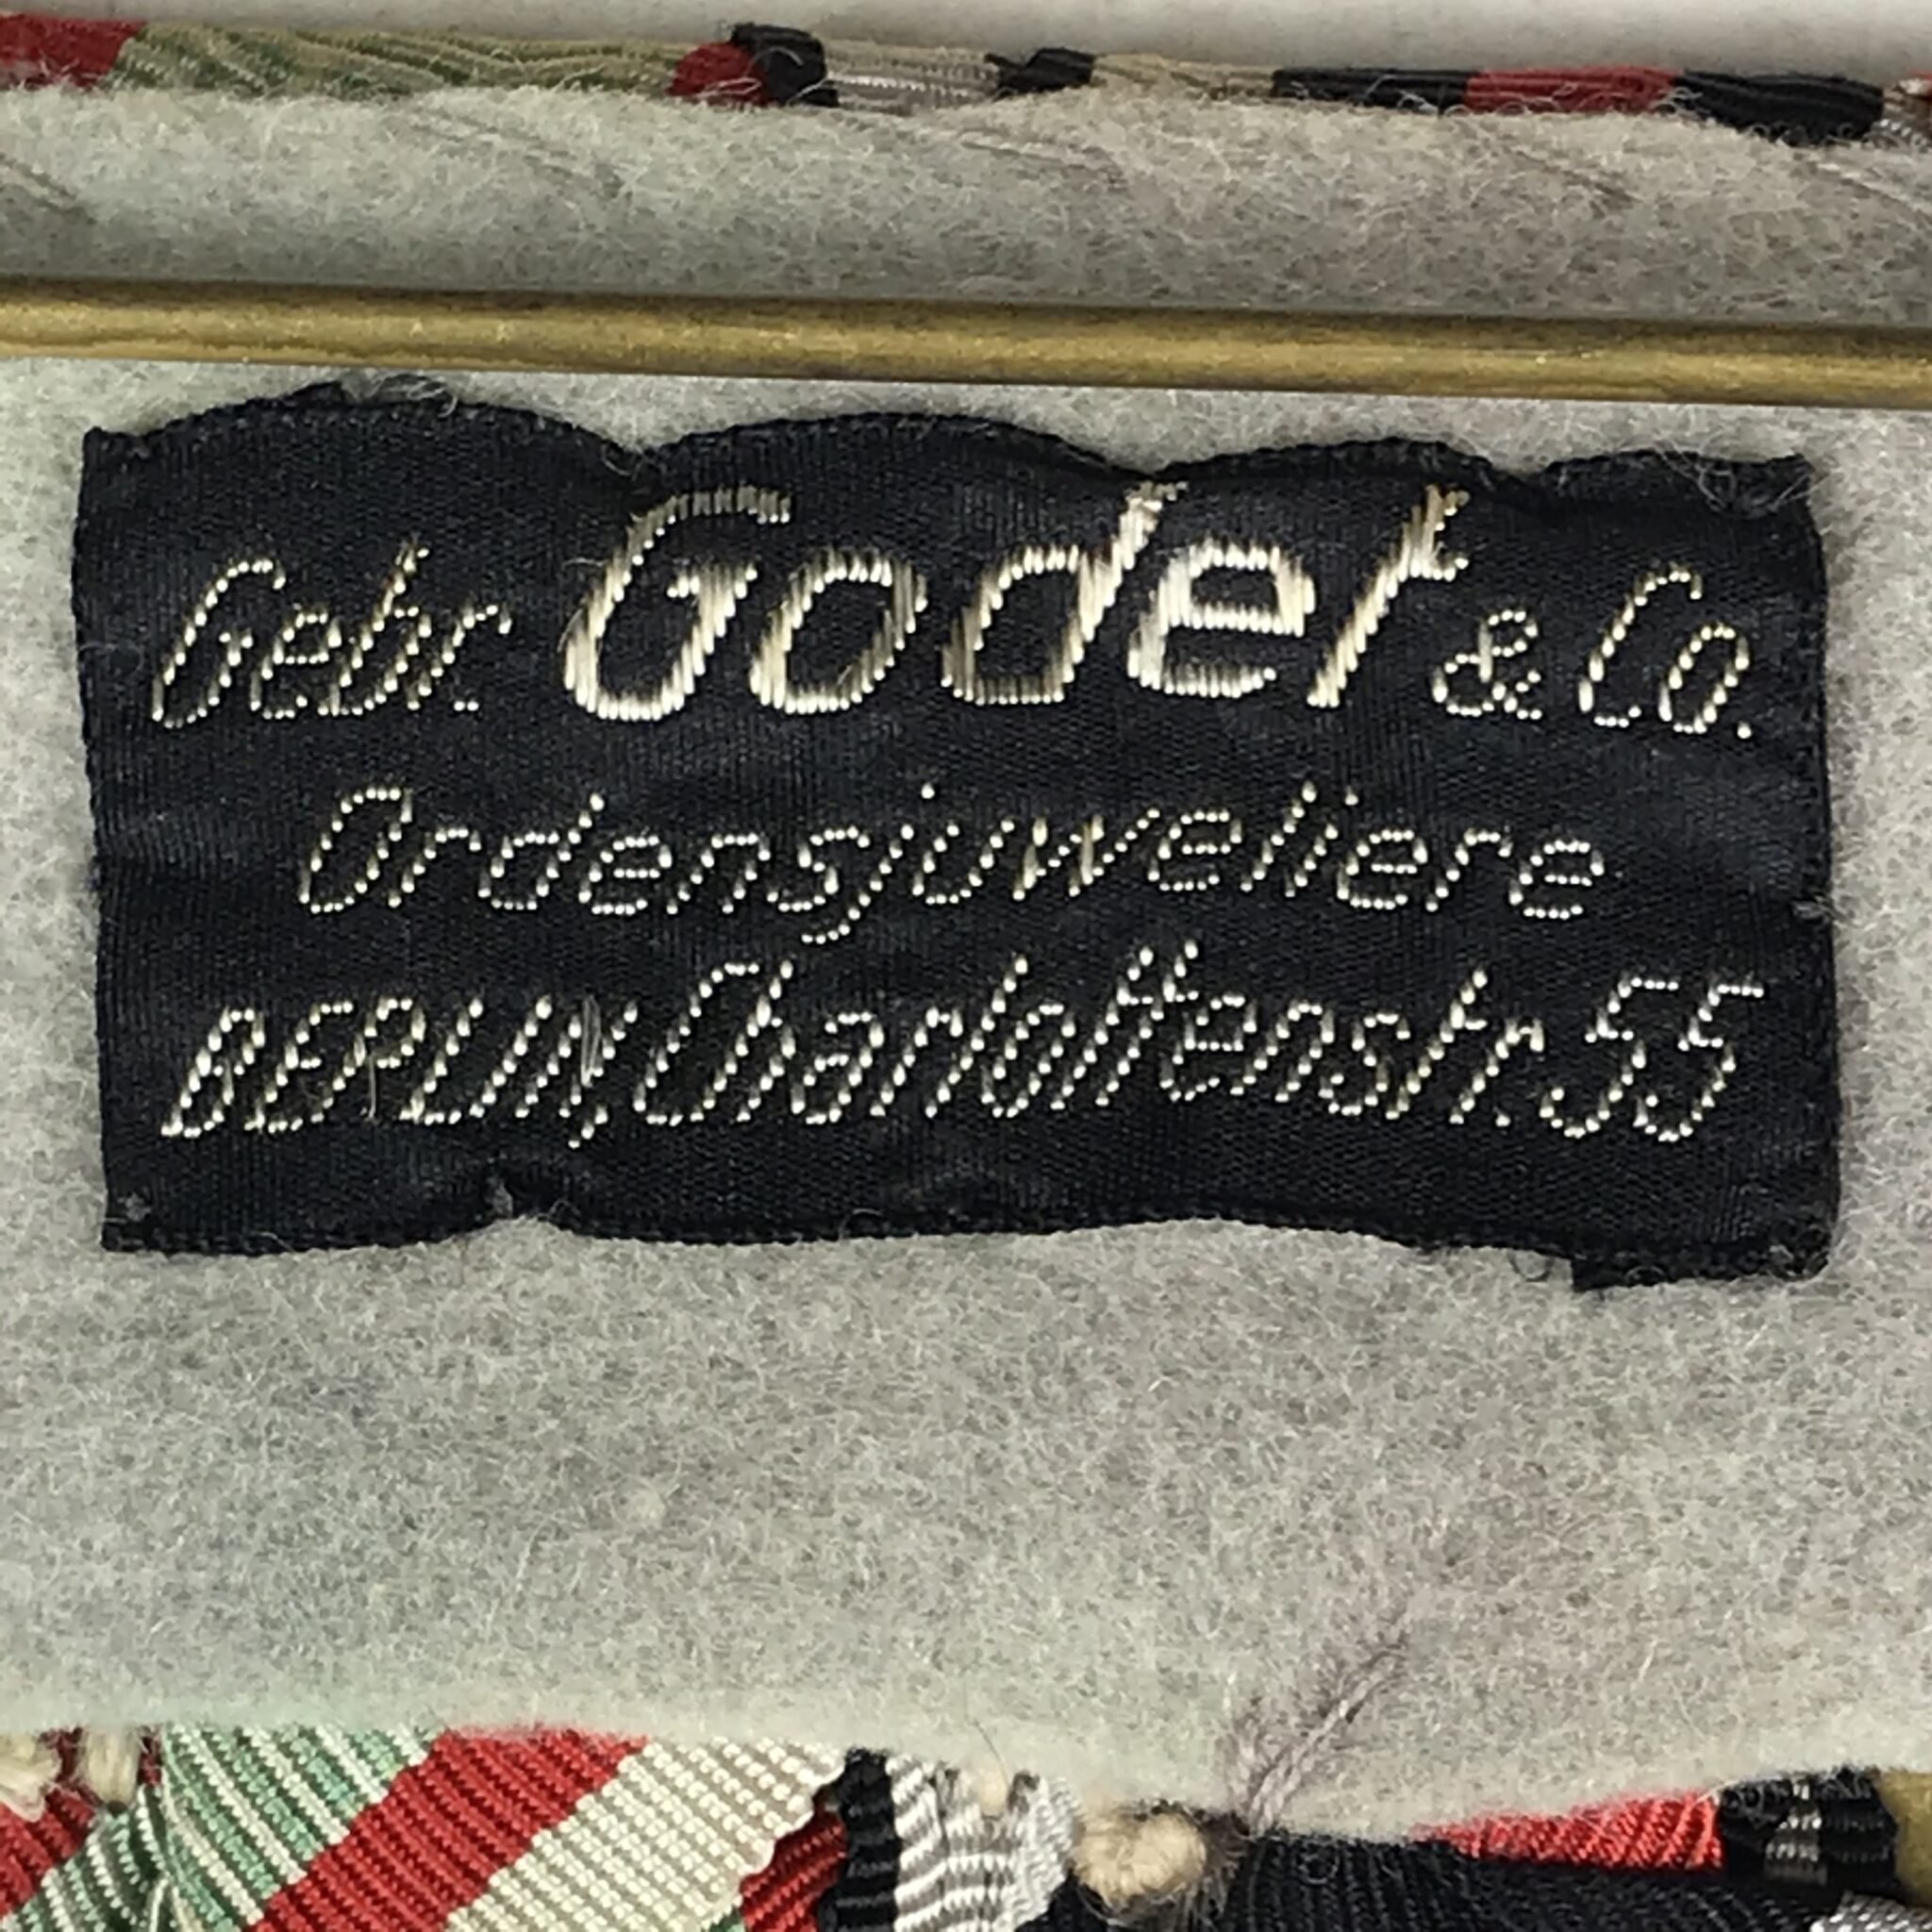 Gebr. Godet & Co.
Ordensjuweliere
BERLIN, Charlottenstr. 55